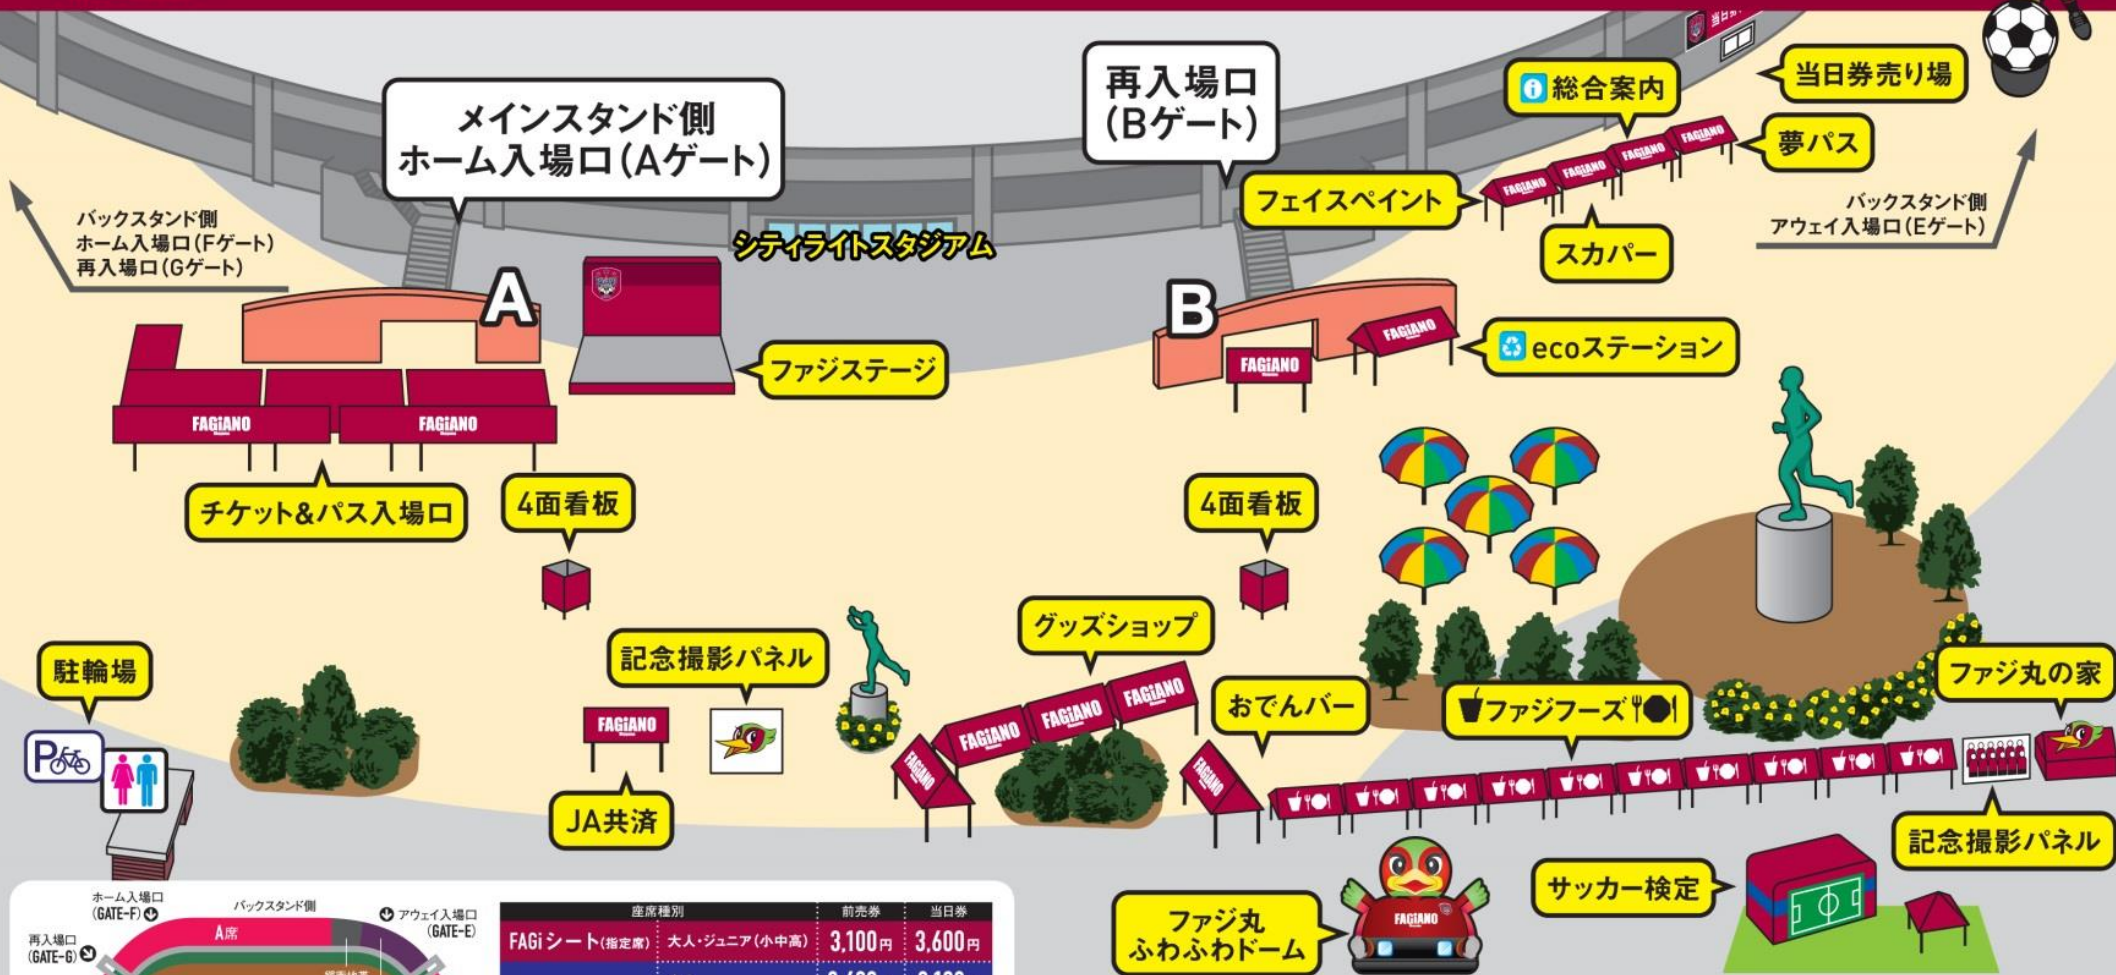 当日券売り場
総合案内
夢パス
再入場口
(Bゲート)
メインスタンド側
ホーム入場口(Aゲート)
フェイスペイント
スカパー
バックスタンド側
ホーム入場口(Fゲート)
再入場口(Gゲート)
バックスタンド側
アウェイ入場口(Eゲート)
シティライトスタジアム
FAGiANO
FAGiANO
FAGiANO
FAGiANO
A
B
ファジステージ
FAGiANO
FAGiANO
ecoステーション
FAGiANO
FAGiANO
チケット&パス入場口
4面看板
4面看板
駐輪場
P
記念撮影パネル
グッズショップ
おでんバー
ファジフーズ
ファジ丸の家
FAGiANO
FAGiANO
FAGiANO
FAGiANO
FAGiANO
FAGiANO
JA共済
記念撮影パネル
サッカー検定
ファジ丸
ふわふわドーム
FAGiANO
ホーム入場口
(GATE-F)
バックスタンド側
アウェイ入場口
(GATE-E)
再入場口
(GATE-G)
A席
座席種別 前売券 当日券
FAGiシート(指定席) 大人・ジュニア(小中高) 3,100円 3,600円